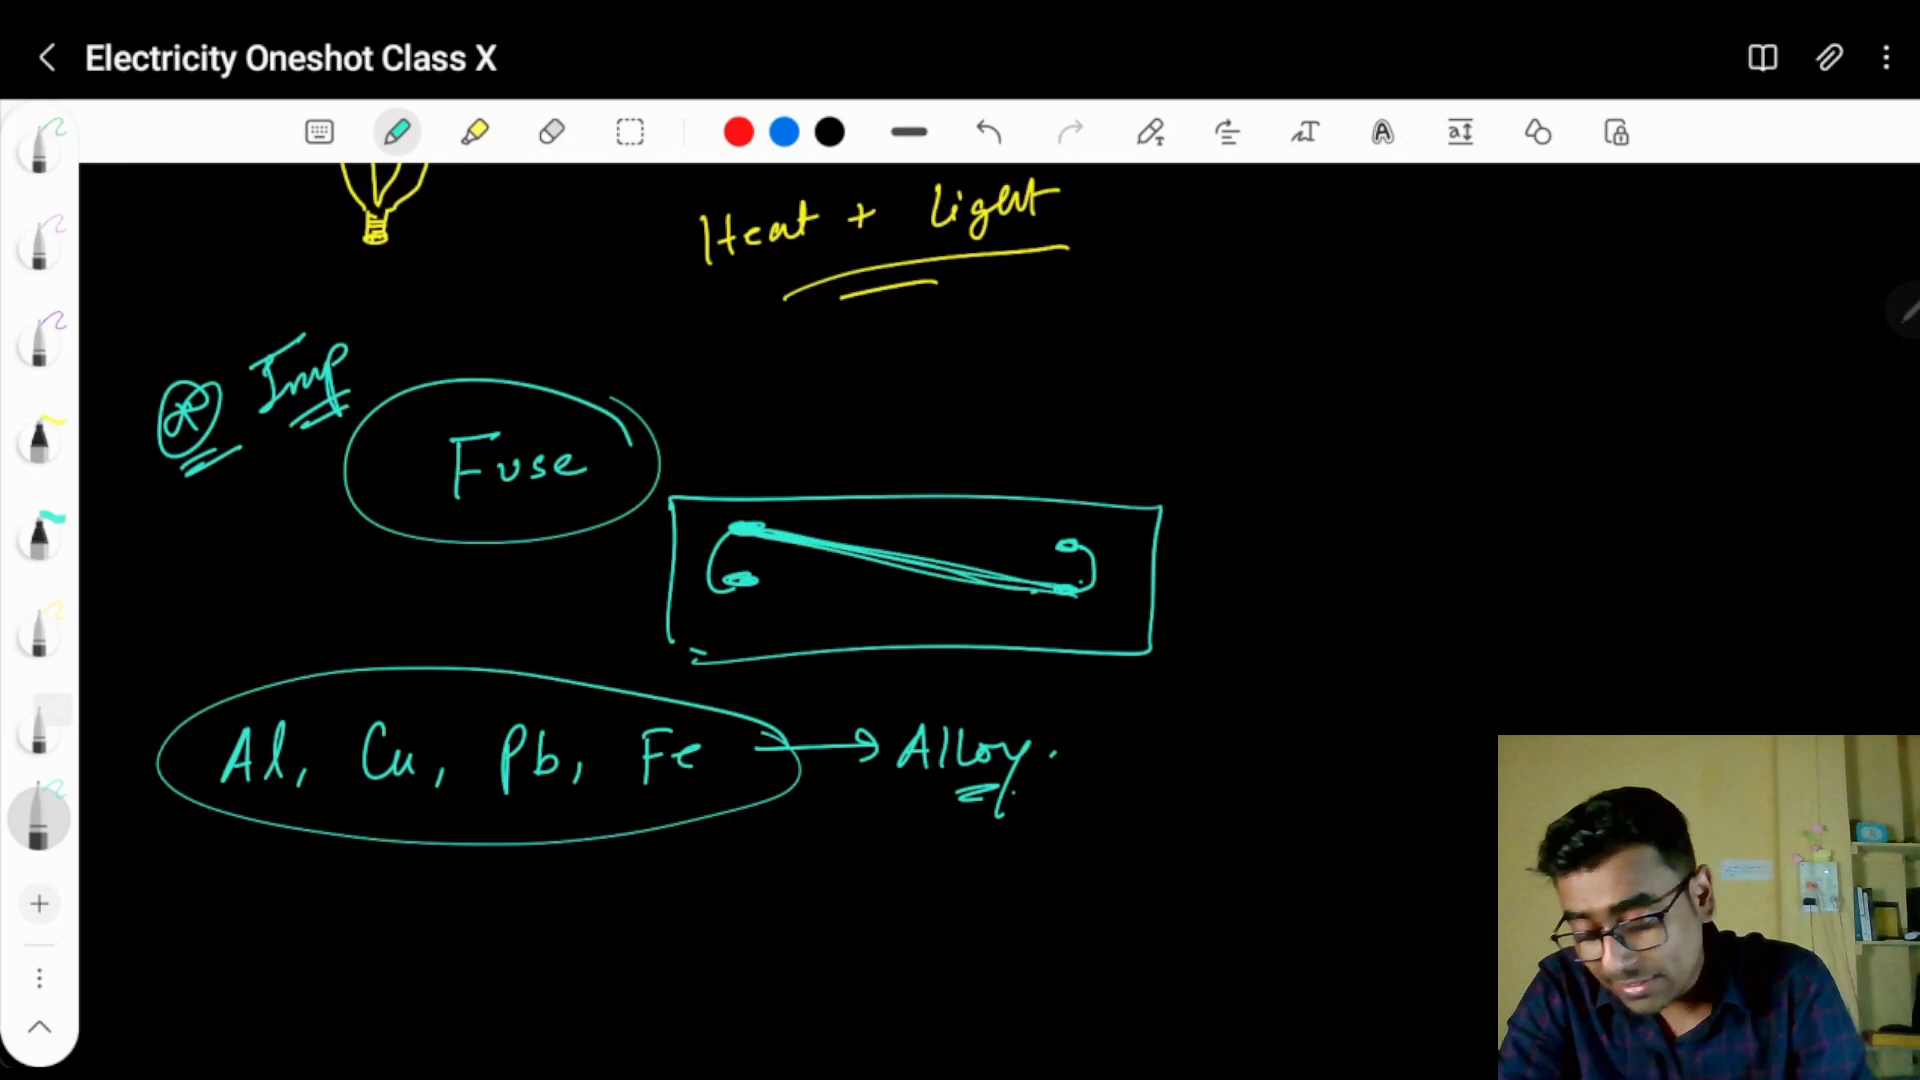 Electricity Oneshot Class X
Heat + Light
Imp
Fuse
Al, Cu, Pb, Fe → Alloy.